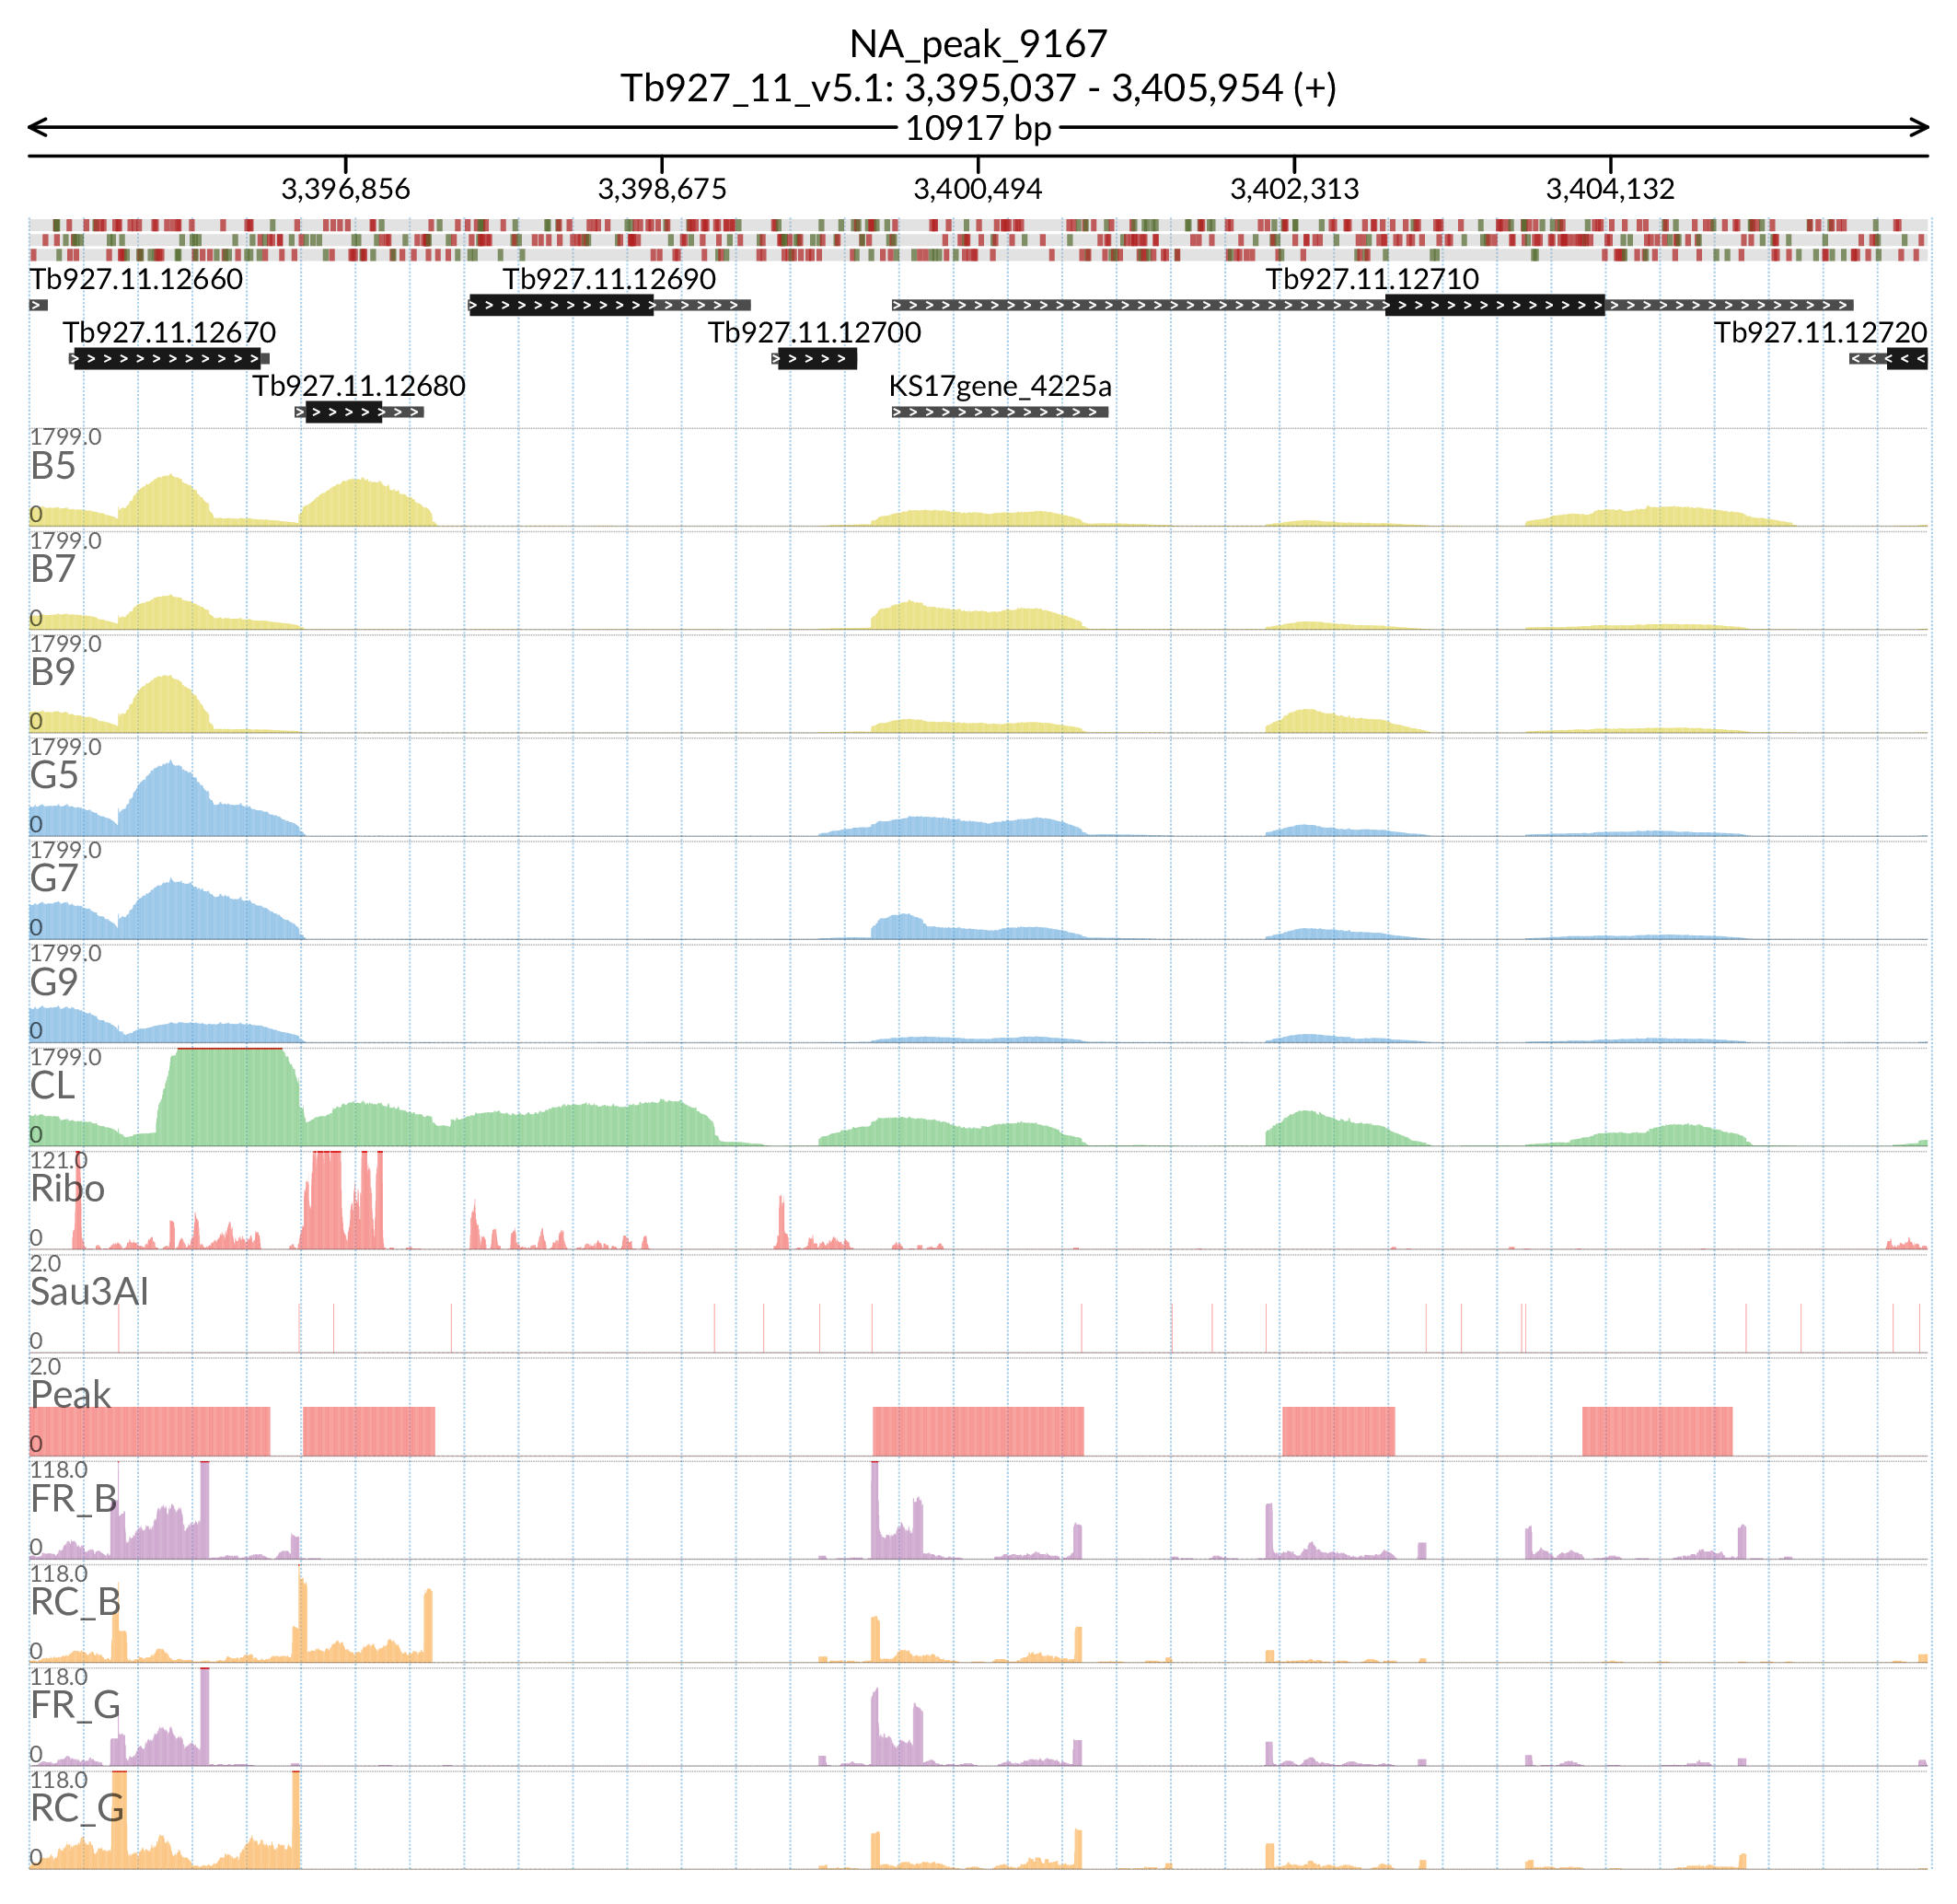 NA_peak_9167
Tb927_11_v5.1: 3,395,037 - 3,405,954 (+)
10917 bp
3,396,856 3,398,675 3,400,494 3,402,313 3,404,132
Tb927.11.12660 Tb927.11.12690 Tb927.11.12710
Tb927.11.12670 Tb927.11.12700 Tb927.11.12720
Tb927.11.12680 KS17gene_4225a
1799.0
B5
0
1799.0
B7
0
1799.0
B9
0
1799.0
G5
0
1799.0
G7
0
1799.0
G9
0
1799.0
CL
0
121.0
Ribo
0
2.0
Sau3AI
0
2.0
Peak
0
118.0
FR_B
0
118.0
RC_B
0
118.0
FR_G
0
118.0
RC_G
0